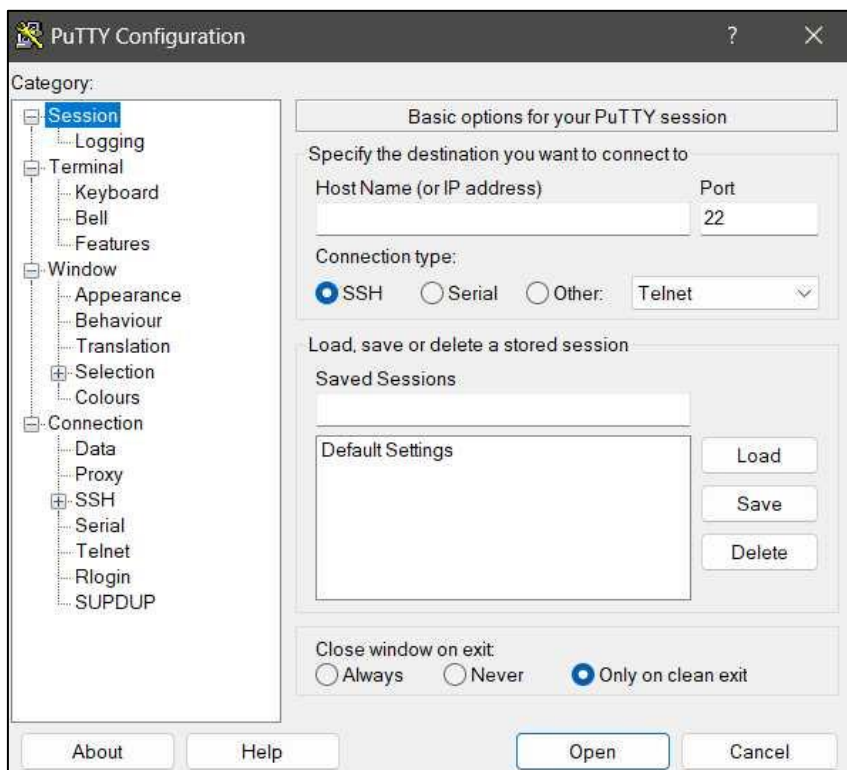 PuTTY Configuration
?
Category:
Session
Logging
Terminal
Keyboard
Bell
Features
Window
Appearance
Behaviour
Translation
Selection
Colours
Connection
Data
Proxy
SSH
Serial
Telnet
Rlogin
SUPDUP
Basic options for your PuTTY session
Specify the destination you want to connect to
Host Name (or IP address) Port
22
Connection type:
SSH Serial Other: Telnet
Load, save or delete a stored session
Saved Sessions
Default Settings
Load
Save
Delete
Close window on exit:
Always Never Only on clean exit
About Help Open Cancel